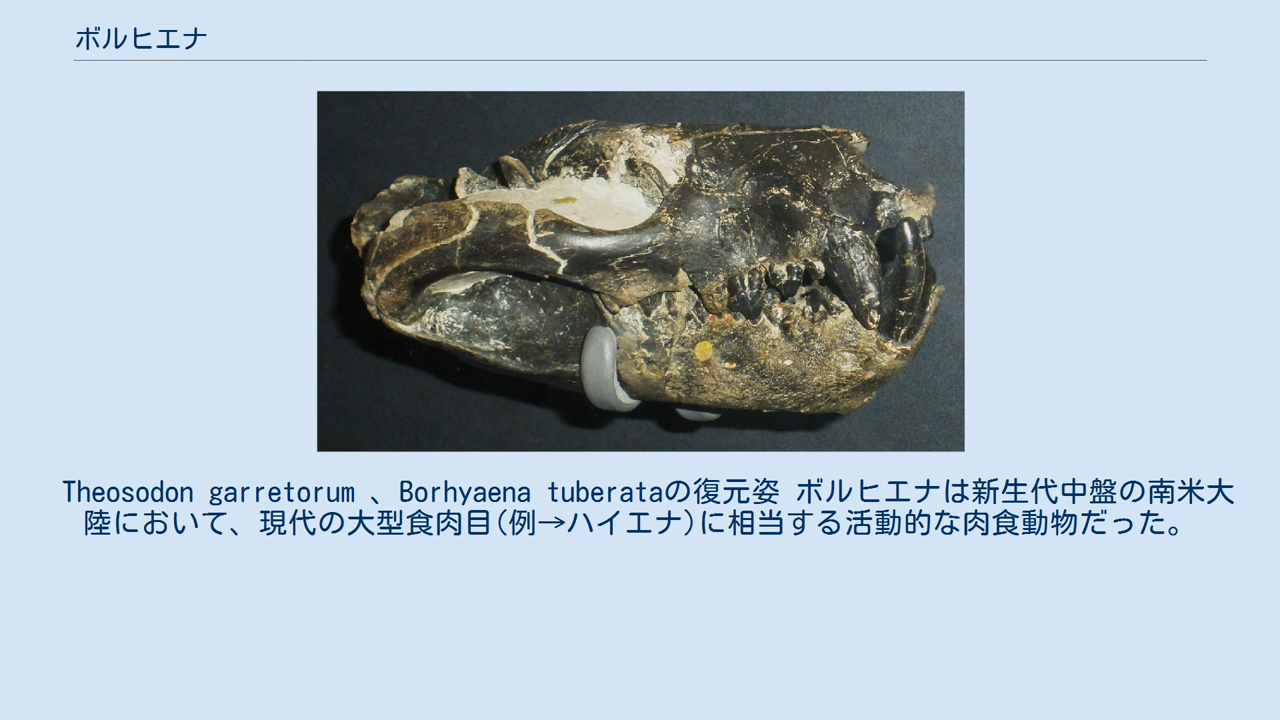 ボルヒエナ
Theosodon garretorum 、Borhyaena tuberataの復元姿 ボルヒエナは新生代中盤の南米大
陸において、現代の大型食肉目(例→ハイエナ)に相当する活動的な肉食動物だった。